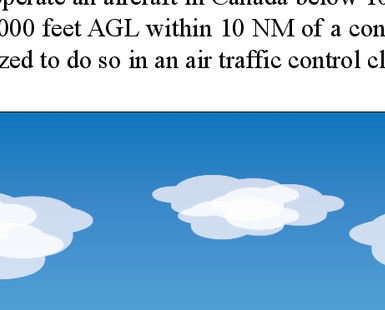 operate an aircraft in Canada below 10
000 feet AGL within 10 NM of a con
zed to do so in an air traffic control cl